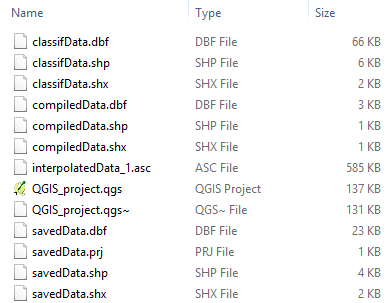 Name Type Size
classifData.dbf DBF File 66 KB
classifData.shp SHP File 6 KB
classifData.shx SHX File 2 KB
compiledData.dbf DBF File 3 KB
compiledData.shp SHP File 1 KB
compiledData.shx SHX File 1 KB
interpolatedData_1.asc ASC File 585 KB
QGIS_project.qgs QGIS Project 137 KB
QGIS_project.qgs~ QGS~ File 131 KB
savedData.dbf DBF File 23 KB
savedData.prj PRJ File 1 KB
savedData.shp SHP File 4 KB
savedData.shx SHX File 2 KB